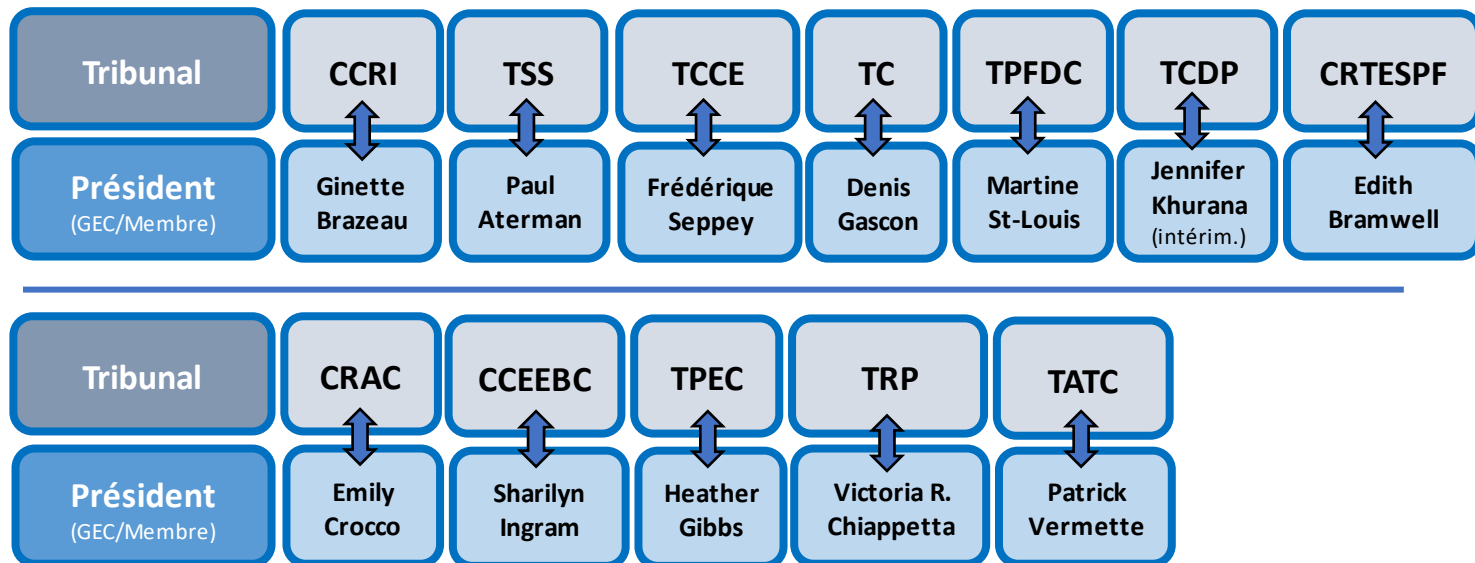 Tribunal
CCRI
TSS
TCCE
TC
TPFDC
TCDP
CRTESPF
Président
(GEC/Membre)
Ginette
Brazeau
Paul
Aterman
Frédérique
Seppey
Denis
Gascon
Martine
St-Louis
Jennifer
Khurana
(intérim.)
Edith
Bramwell
Tribunal
CRAC
CCEEBC
TPEC
TRP
TATC
Président
(GEC/Membre)
Emily
Crocco
Sharilyn
Ingram
Heather
Gibbs
Victoria R.
Chiappetta
Patrick
Vermette